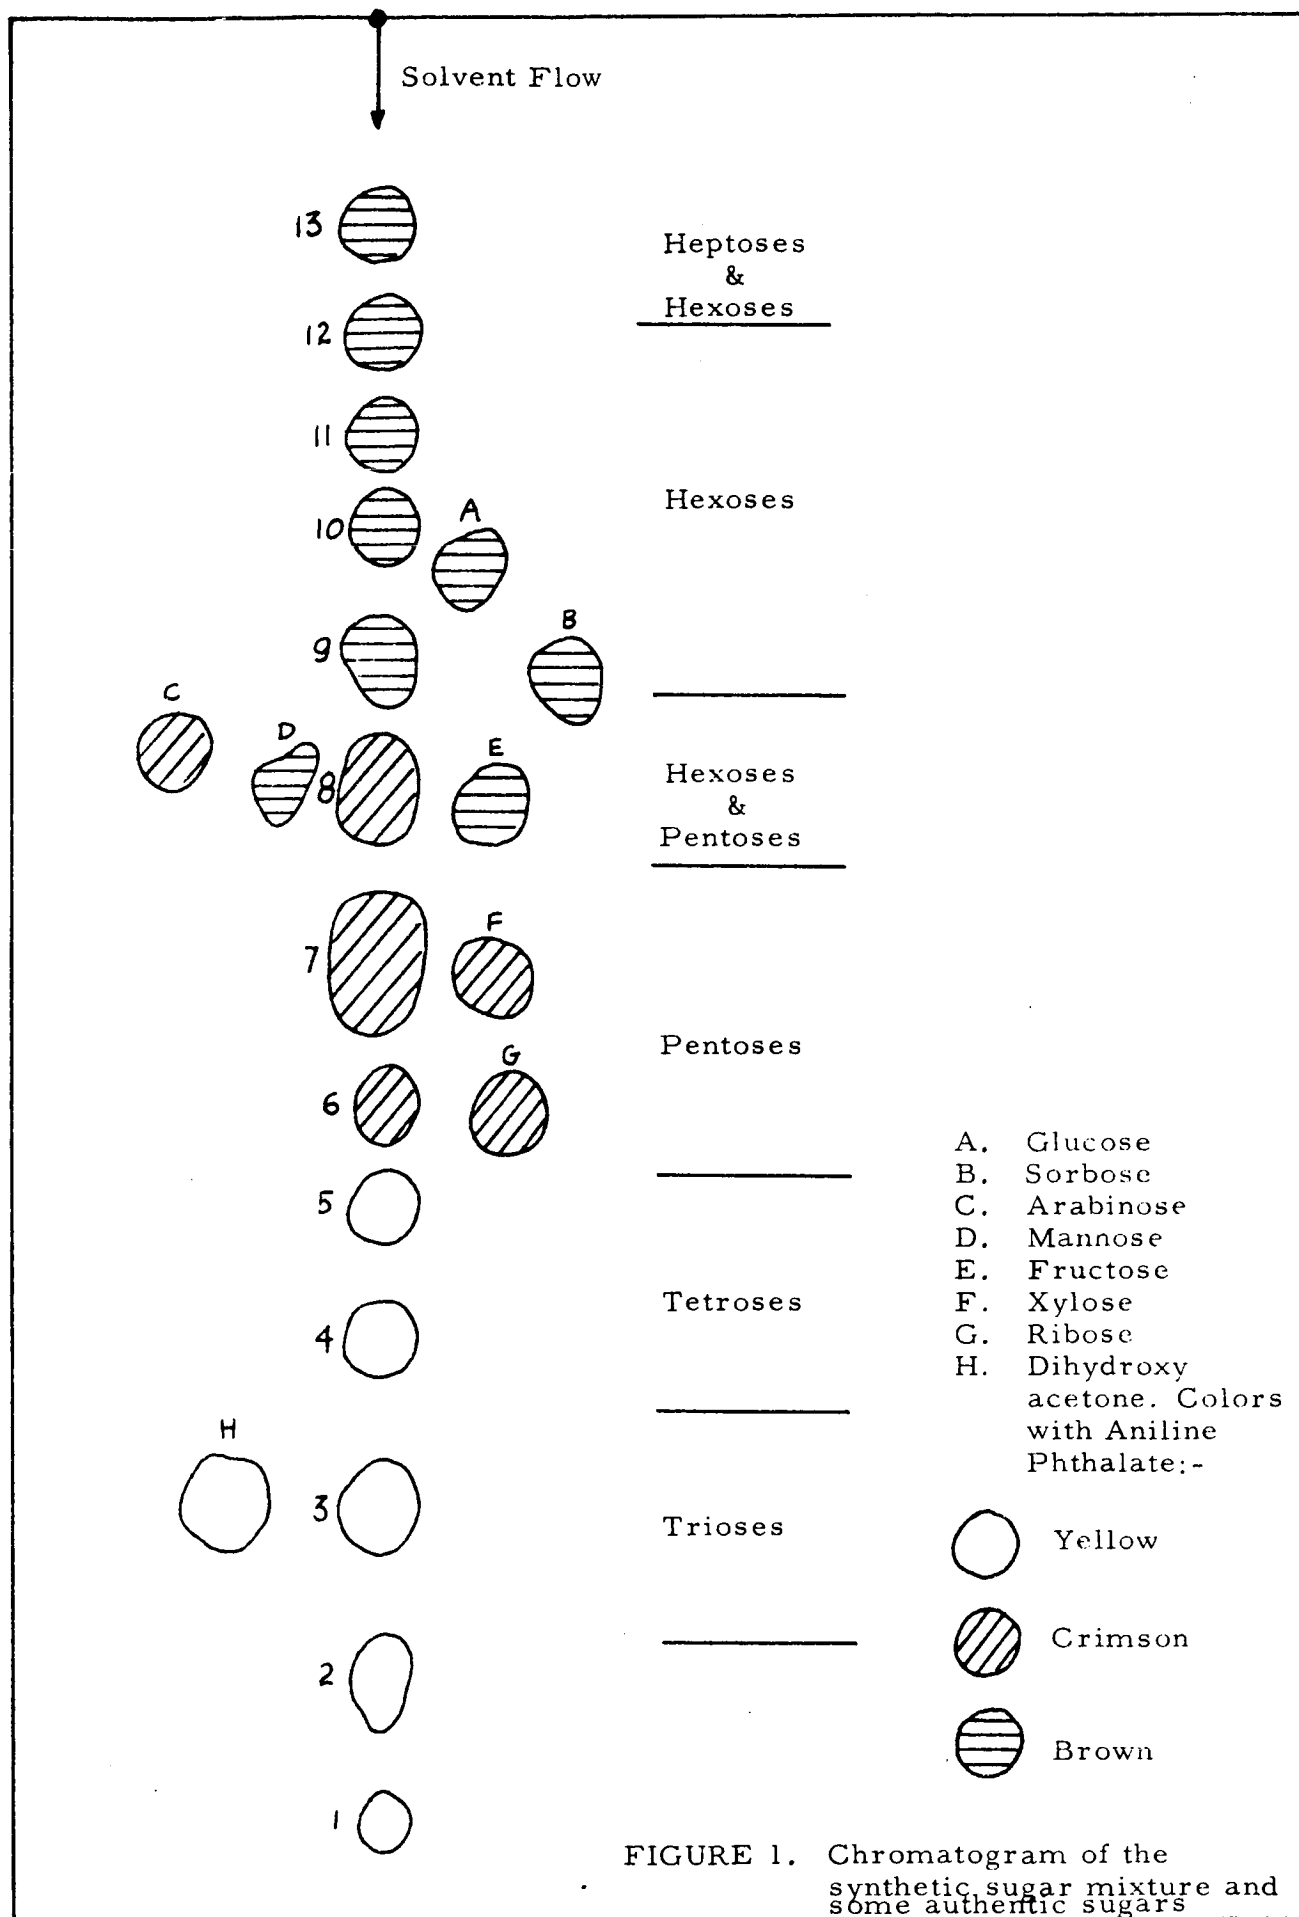 Solvent Flow
13
Heptoses
&
Hexoses
12
11
Hexoses
10
A
B
9
C
D
8
E
Hexoses
&
Pentoses
7
F
Pentoses
6
G
5
Tetroses
4
H
3
Trioses
2
1
A. Glucose
B. Sorbose
C. Arabinose
D. Mannose
E. Fructose
F. Xylose
G. Ribose
H. Dihydroxy
acetone. Colors
with Aniline
Phthalate:-
Yellow
Crimson
Brown
FIGURE 1. Chromatogram of the
synthetic sugar mixture and
some authentic sugars